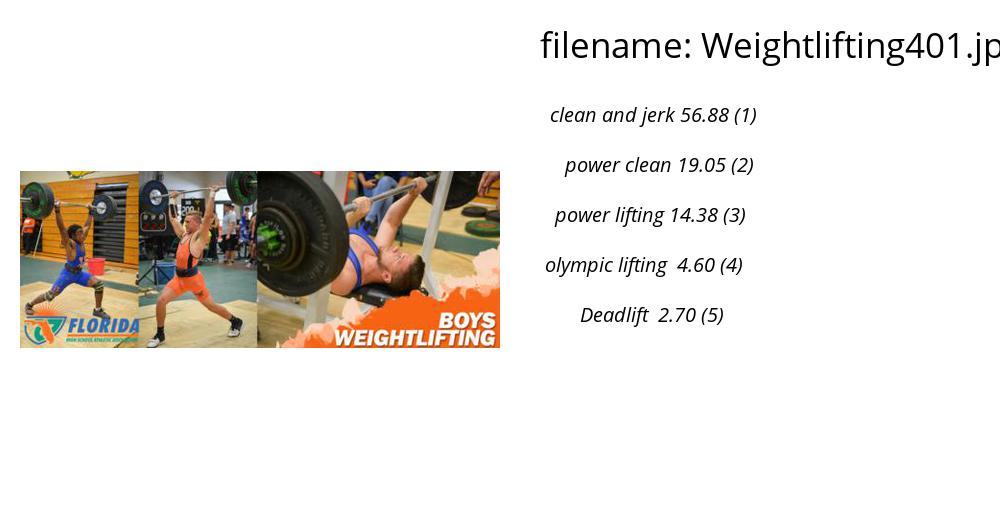 filename: Weightlifting401.jp
clean and jerk 56.88 (1)
power clean 19.05 (2)
power lifting 14.38 (3)
olympic lifting 4.60 (4)
Deadlift 2.70 (5)
FLORIDA
HIGH SCHOOL ATHLETIC ASSOCIATION
BOYS
WEIGHTLIFTING